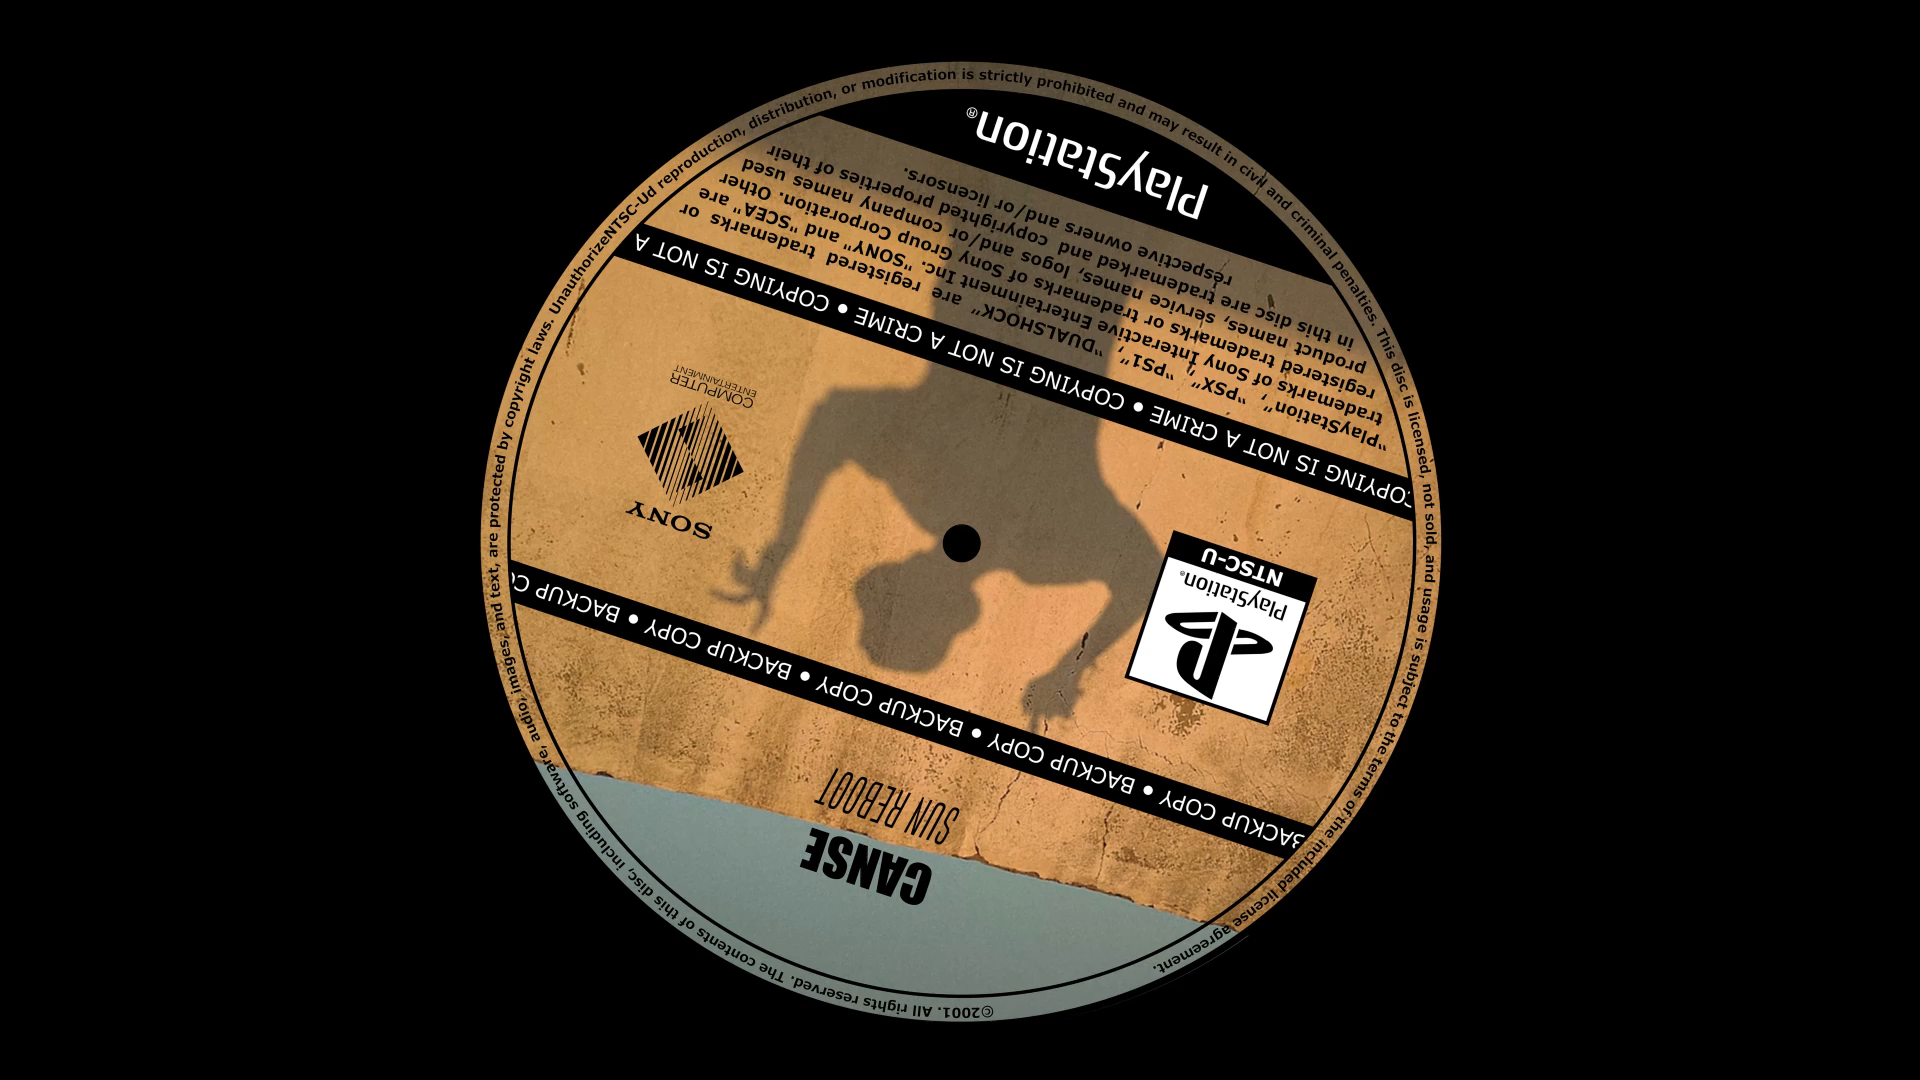 CANSE
SUN REBOOT
BACKUP COPY • BACKUP COPY • BACKUP COPY • BACKUP COPY • BACKUP C
NTSC-U
PlayStation®
SONY
COMPUTER
ENTERTAINMENT
OPYING IS NOT A CRIME • COPYING IS NOT A CRIME • COPYING IS NOT A
"PlayStation", "PSX", "PS1", "DUALSHOCK" are registered trademarks or
trademarks of Sony Interactive Entertainment Inc. "SONY" and "SCEA" are
registered trademarks or trademarks of Sony Group Corporation. Other
product names, service names, logos and/or company names used
in this disc are trademarked and copyrighted properties of their
respective owners and/or licensors.
PlayStation®
©2001. All rights reserved. The contents of this disc, including software, audio, images, and text, are protected by copyright laws. UnauthorizeNTSC-Ud reproduction, distribution, or modification is strictly prohibited and may result in civil and criminal penalties. This disc is licensed, not sold, and usage is subject to the terms of the included license agreement.